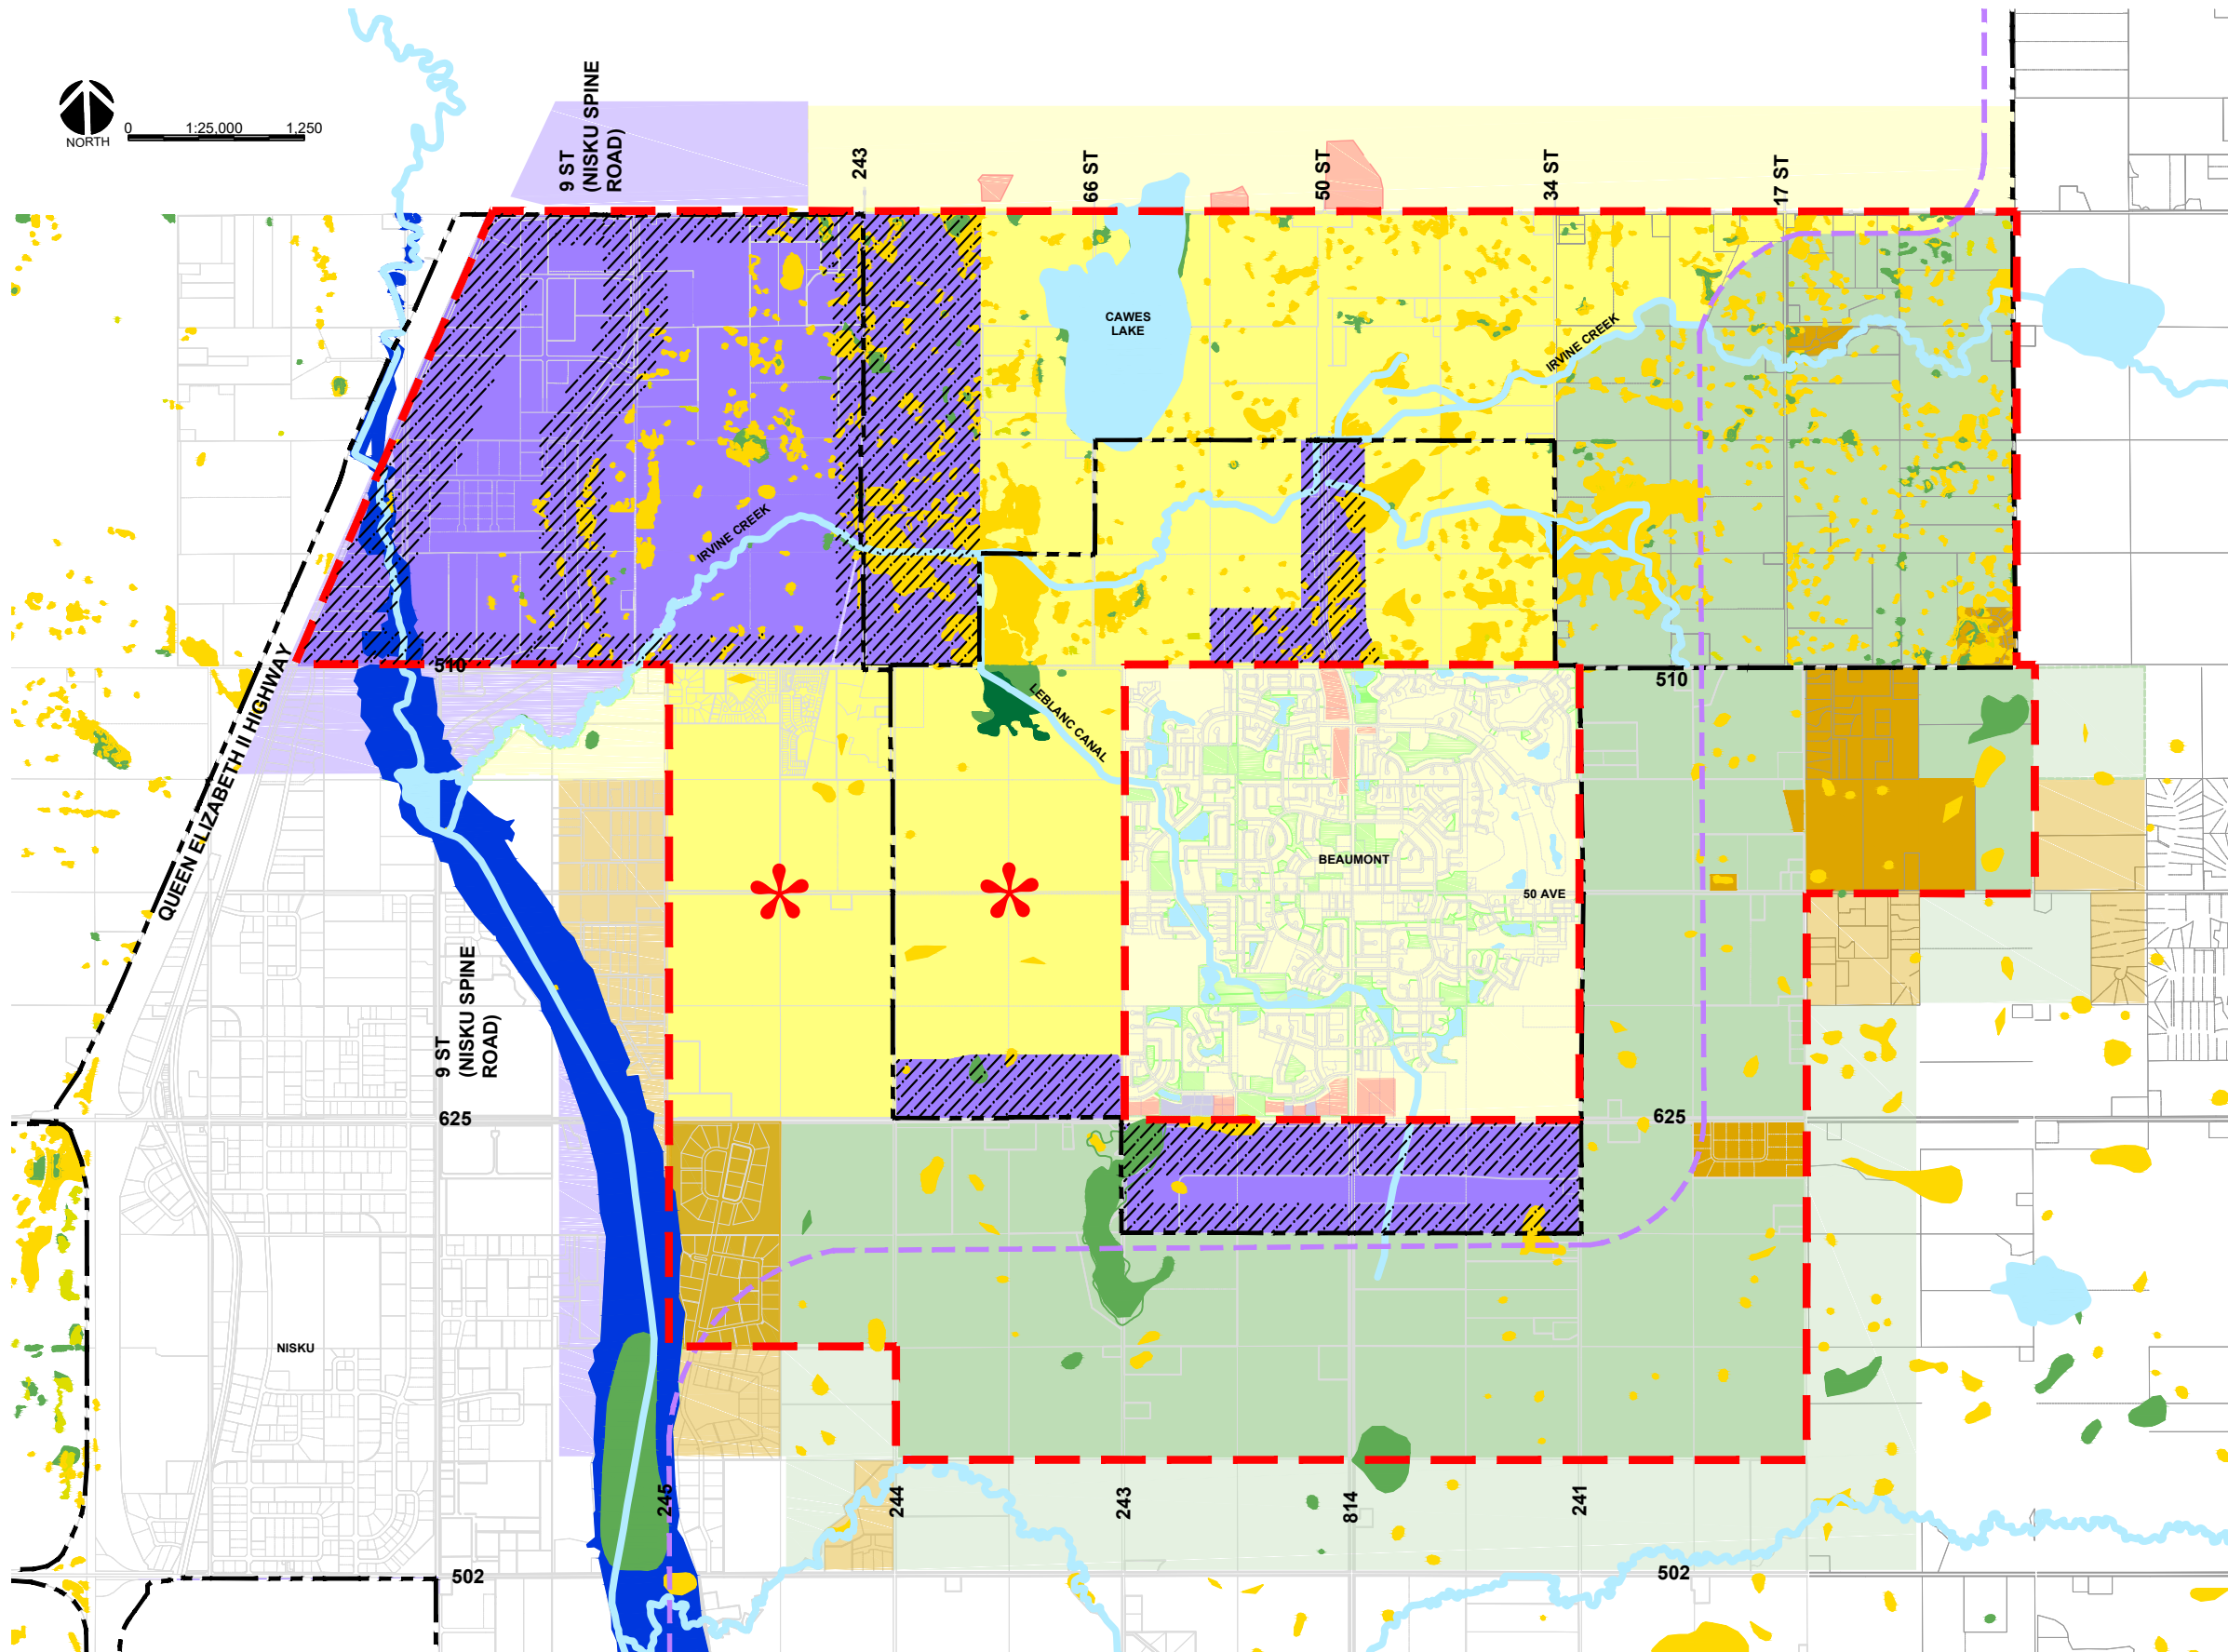 9 ST
(NISKU SPINE
ROAD)
243
66 ST
50 ST
34 ST
17 ST
0
1:25,000
1,250
NORTH
CAWES
LAKE
IRVINE CREEK
IRVINE CREEK
510
510
LEBLANC CANAL
QUEEN ELIZABETH II HIGHWAY
BEAUMONT
50 AVE
9 ST
(NISKU SPINE
ROAD)
625
625
NISKU
245
244
243
814
241
502
502